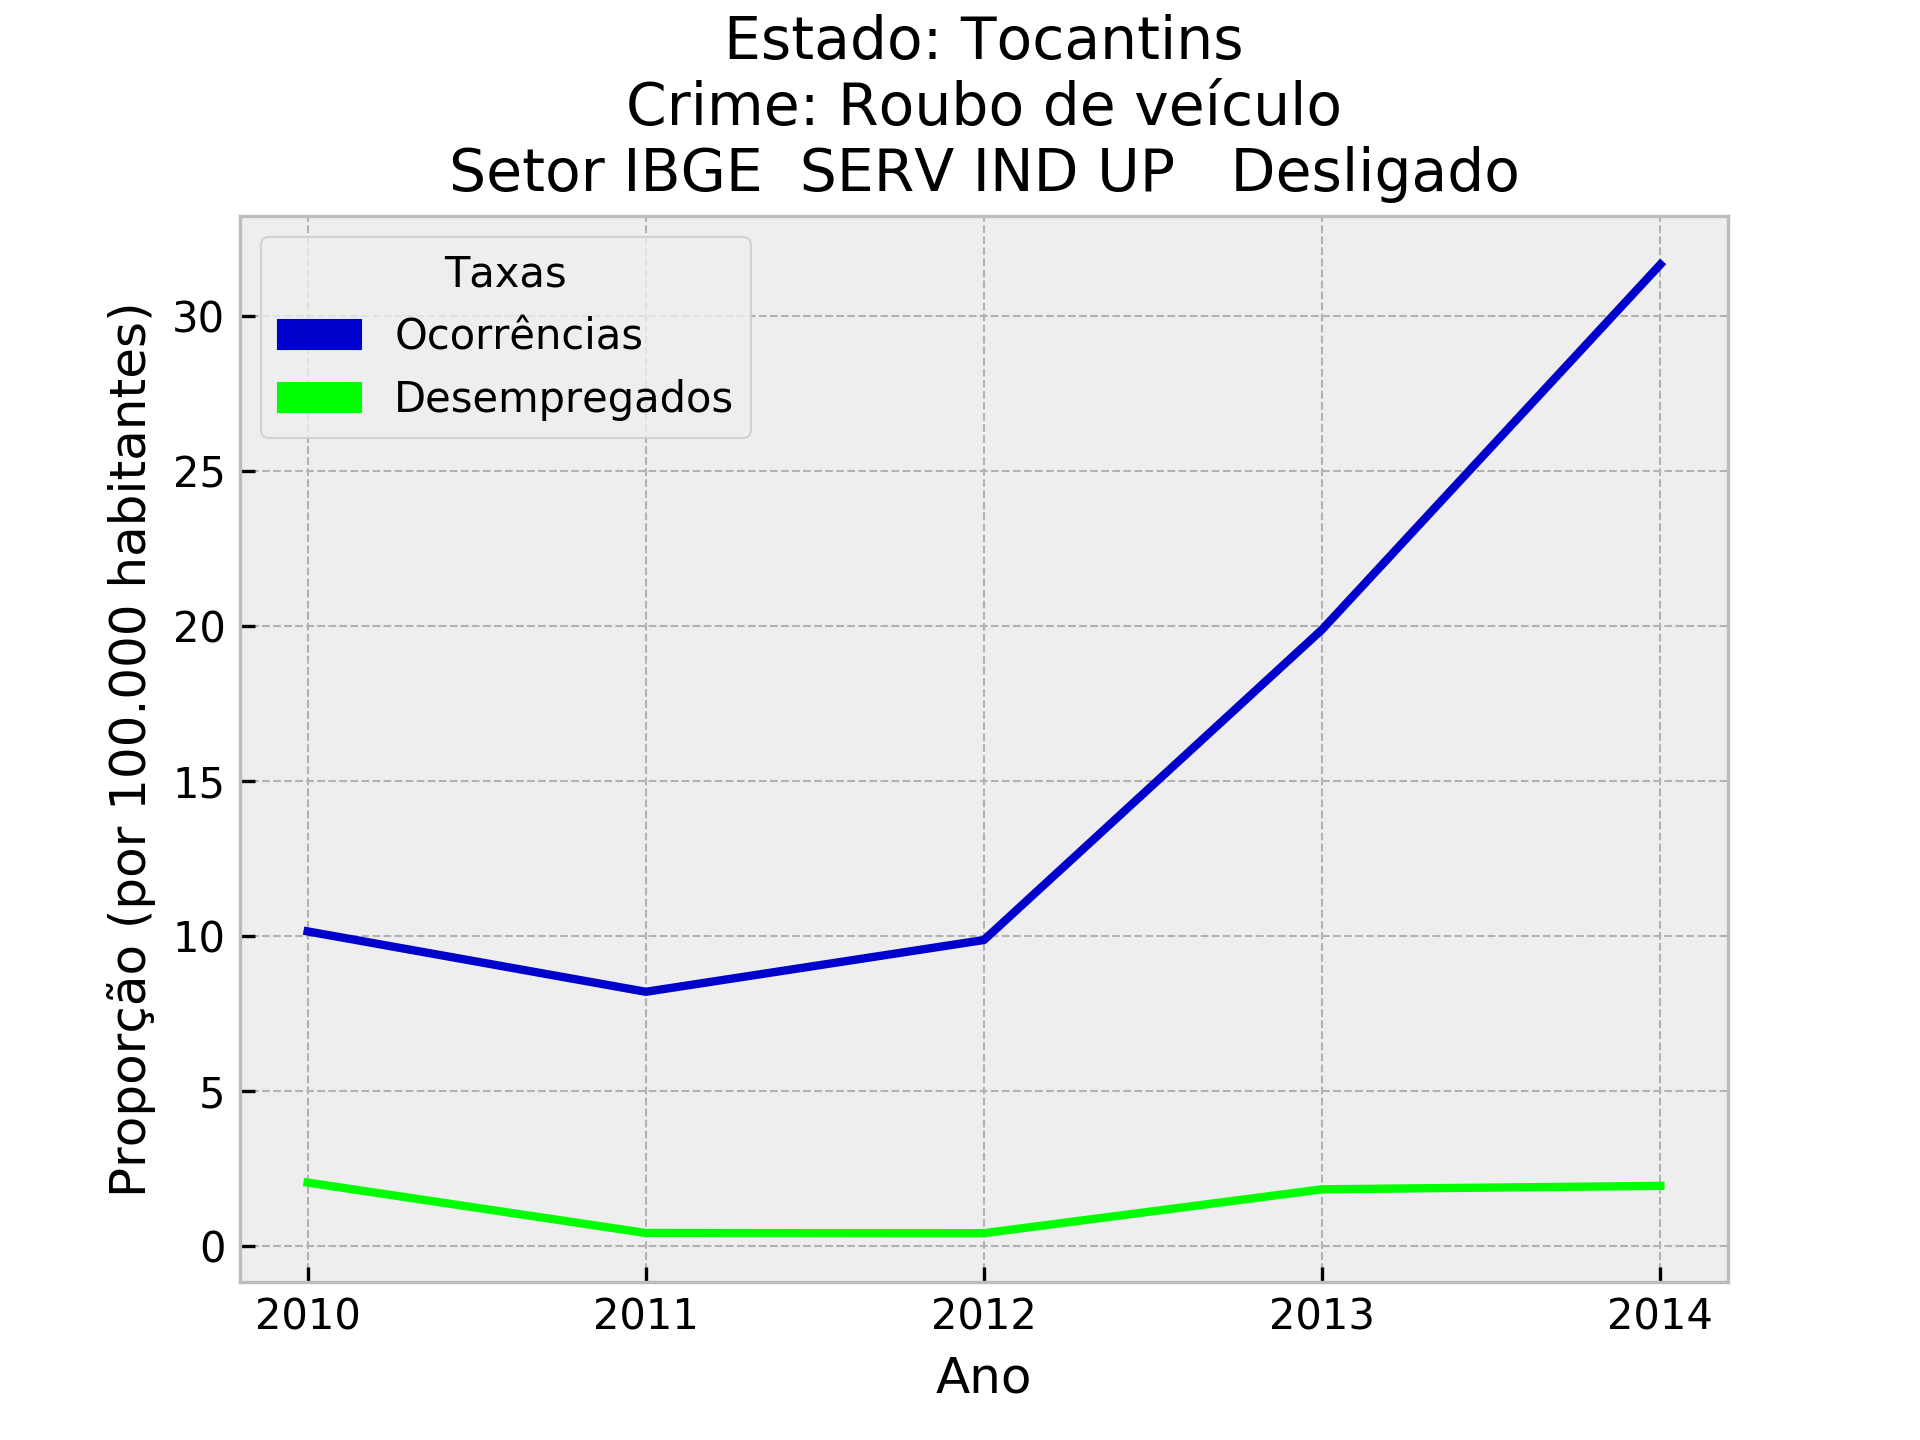 Estado: Tocantins
Crime: Roubo de veículo
Setor IBGE  SERV IND UP   Desligado
Taxas
Ocorrências
Desempregados
Proporção (por 100.000 habitantes)
30
25
20
15
10
5
0
2010 2011 2012 2013 2014
Ano